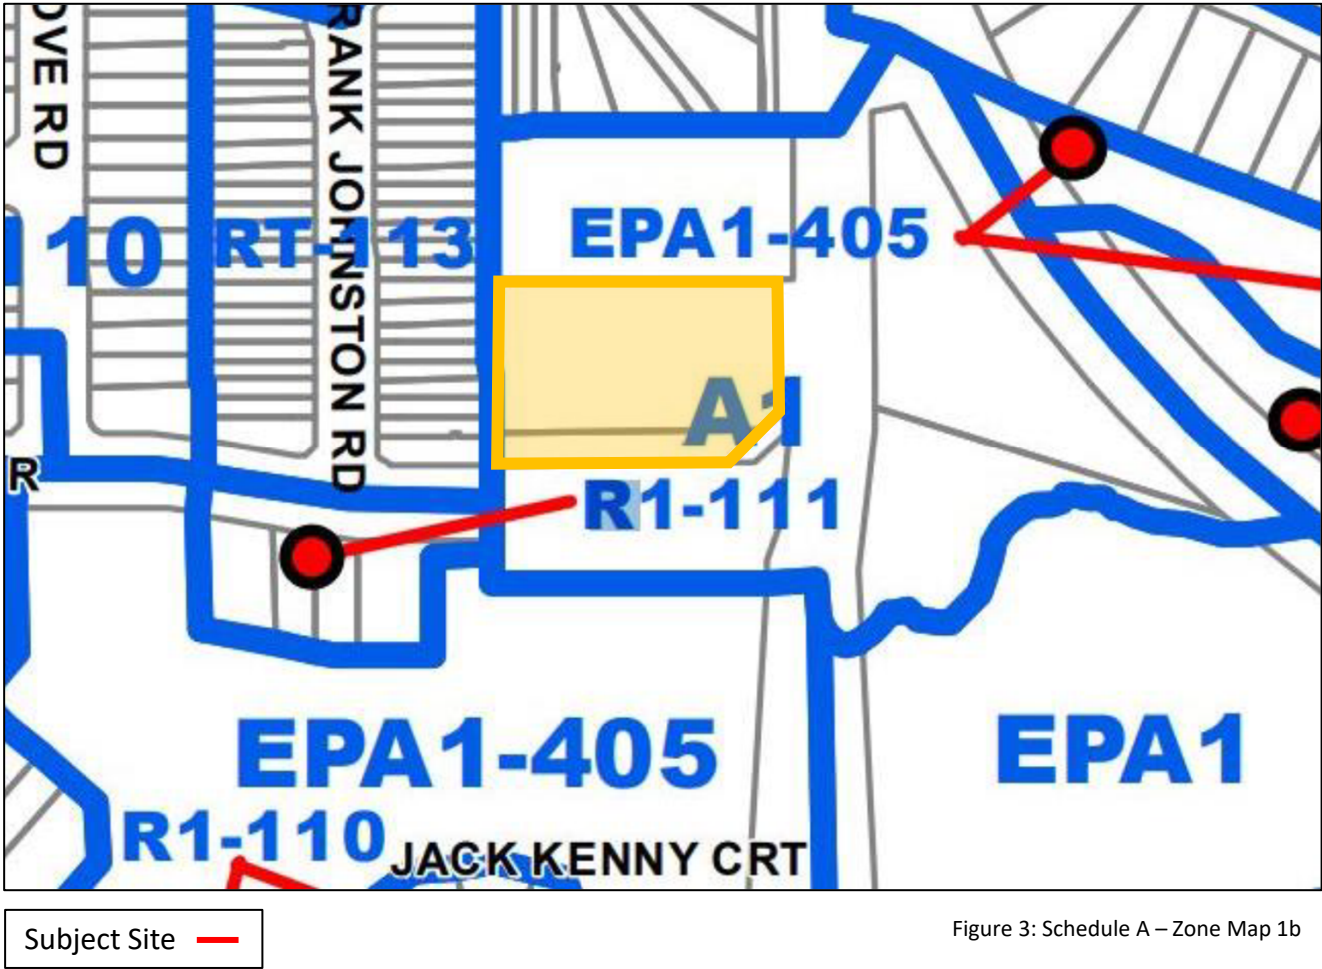 OVE RD
RANK JOHNSTON RD
10
RT-113
EPA1-405
A1
R
R1-111
EPA1-405
EPA1
R1-110
JACK KENNY CRT
Subject Site
Figure 3: Schedule A – Zone Map 1b